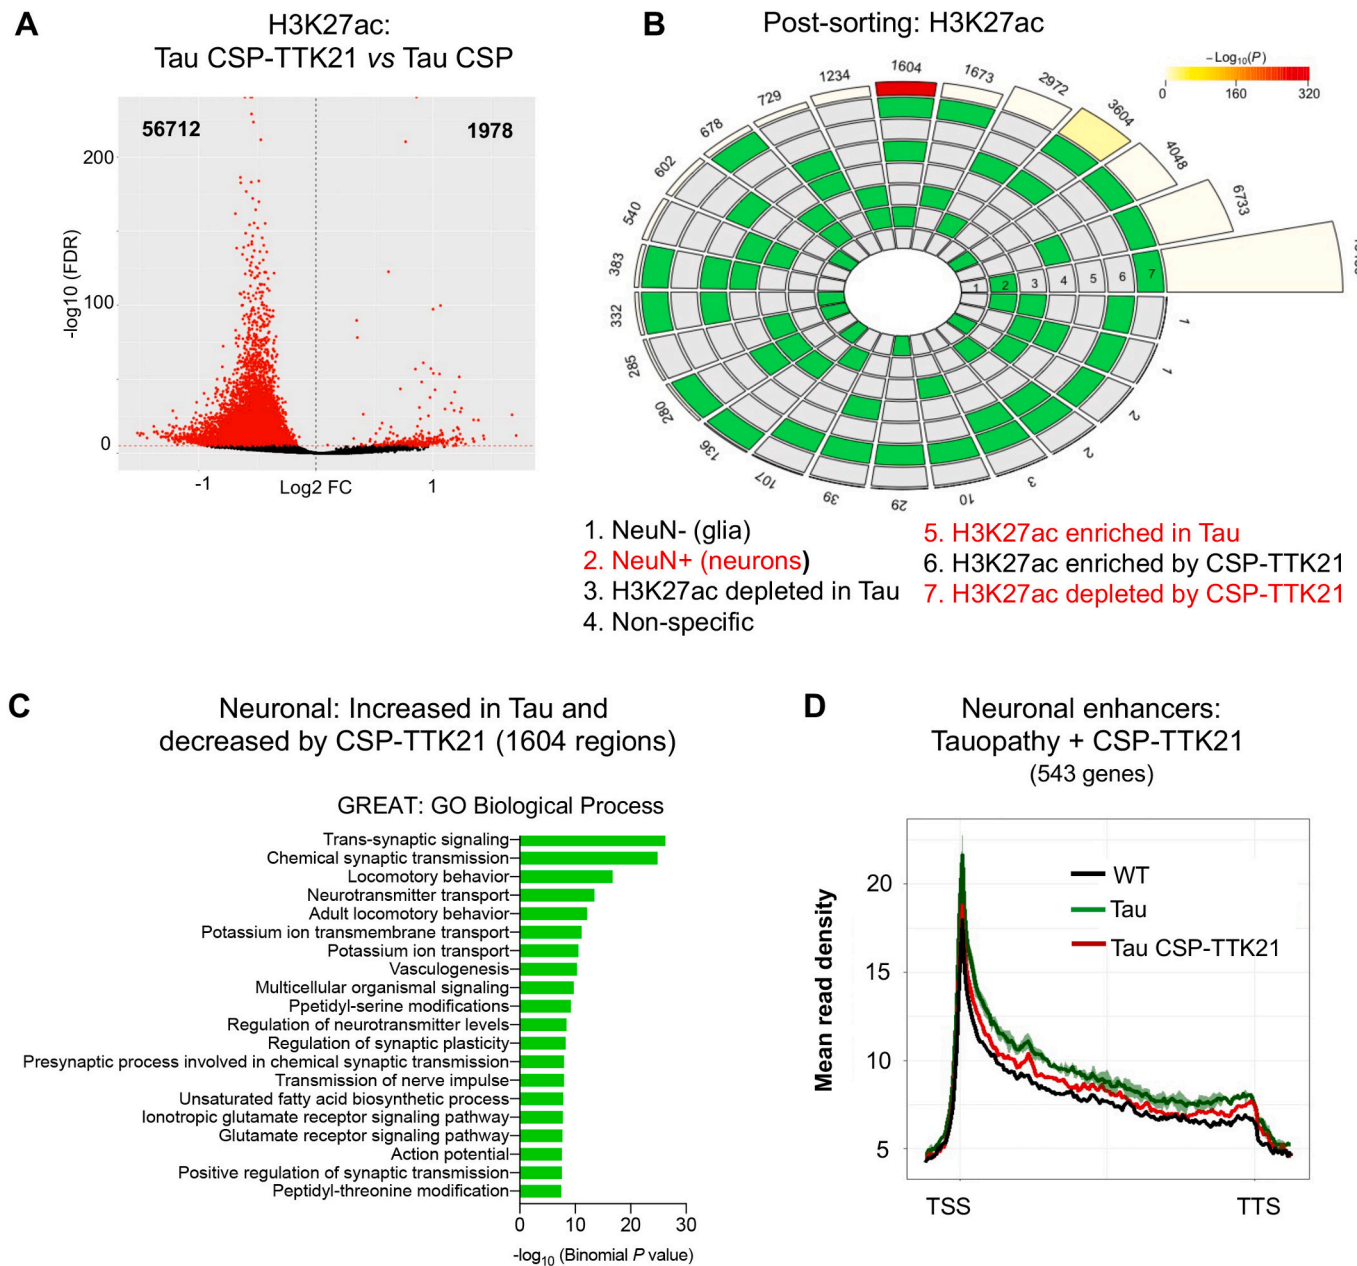 A
H3K27ac:
Tau CSP-TTK21 vs Tau CSP
56712
1978
200
100
0
-log10 (FDR)
-1
Log2 FC
1
B
Post-sorting: H3K27ac
−Log10(P)
0
160
320
383
540
602
678
729
1234
1604
1673
2972
3604
4048
6733
1
1
2
2
3
10
29
39
107
136
280
285
332
1
2
3
4
5
6
7
1. NeuN- (glia)
2. NeuN+ (neurons)
3. H3K27ac depleted in Tau
4. Non-specific
5. H3K27ac enriched in Tau
6. H3K27ac enriched by CSP-TTK21
7. H3K27ac depleted by CSP-TTK21
C
Neuronal: Increased in Tau and
decreased by CSP-TTK21 (1604 regions)
GREAT: GO Biological Process
Trans-synaptic signaling
Chemical synaptic transmission
Locomotory behavior
Neurotransmitter transport
Adult locomotory behavior
Potassium ion transmembrane transport
Potassium ion transport
Vasculogenesis
Multicellular organismal signaling
Ppetidyl-serine modifications
Regulation of neurotransmitter levels
Regulation of synaptic plasticity
Presynaptic process involved in chemical synaptic transmission
Transmission of nerve impulse
Unsaturated fatty acid biosynthetic process
Ionotropic glutamate receptor signaling pathway
Glutamate receptor signaling pathway
Action potential
Positive regulation of synaptic transmission
Peptidyl-threonine modification
0
10
20
30
-log10 (Binomial P value)
D
Neuronal enhancers:
Tauopathy + CSP-TTK21
(543 genes)
WT
Tau
Tau CSP-TTK21
20
15
10
5
Mean read density
TSS
TTS